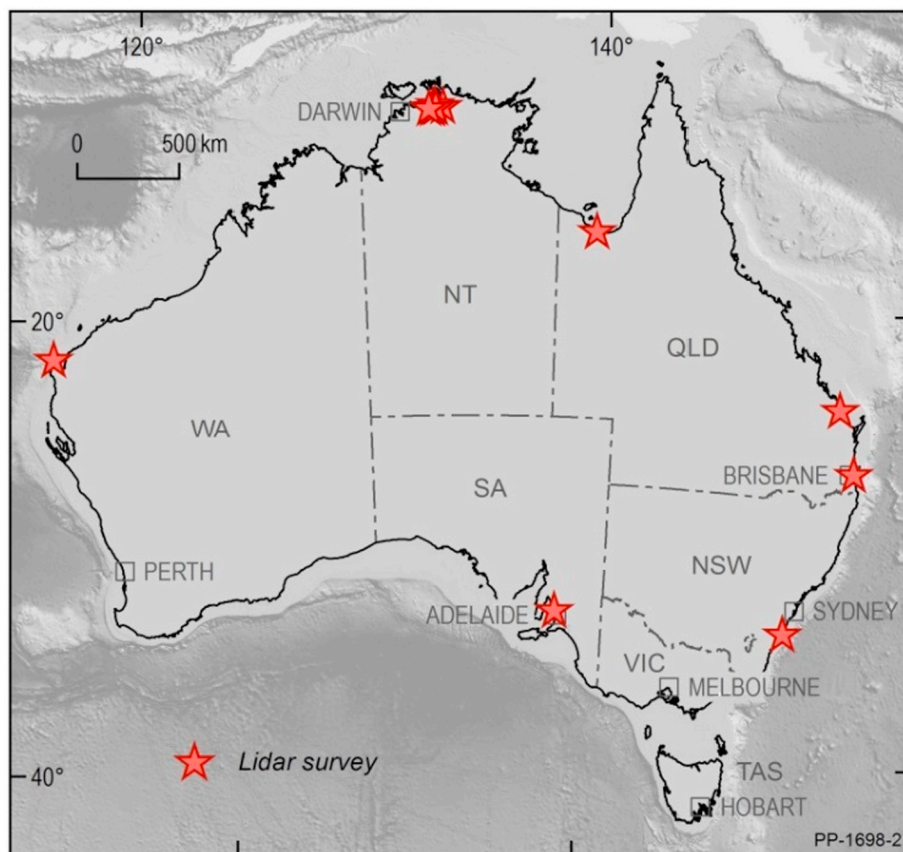 120°
140°
DARWIN
0 500 km
NT
20°
QLD
WA
BRISBANE
SA
NSW
PERTH
ADELAIDE
SYDNEY
VIC
MELBOURNE
Lidar survey
TAS
40°
HOBART
PP-1698-2